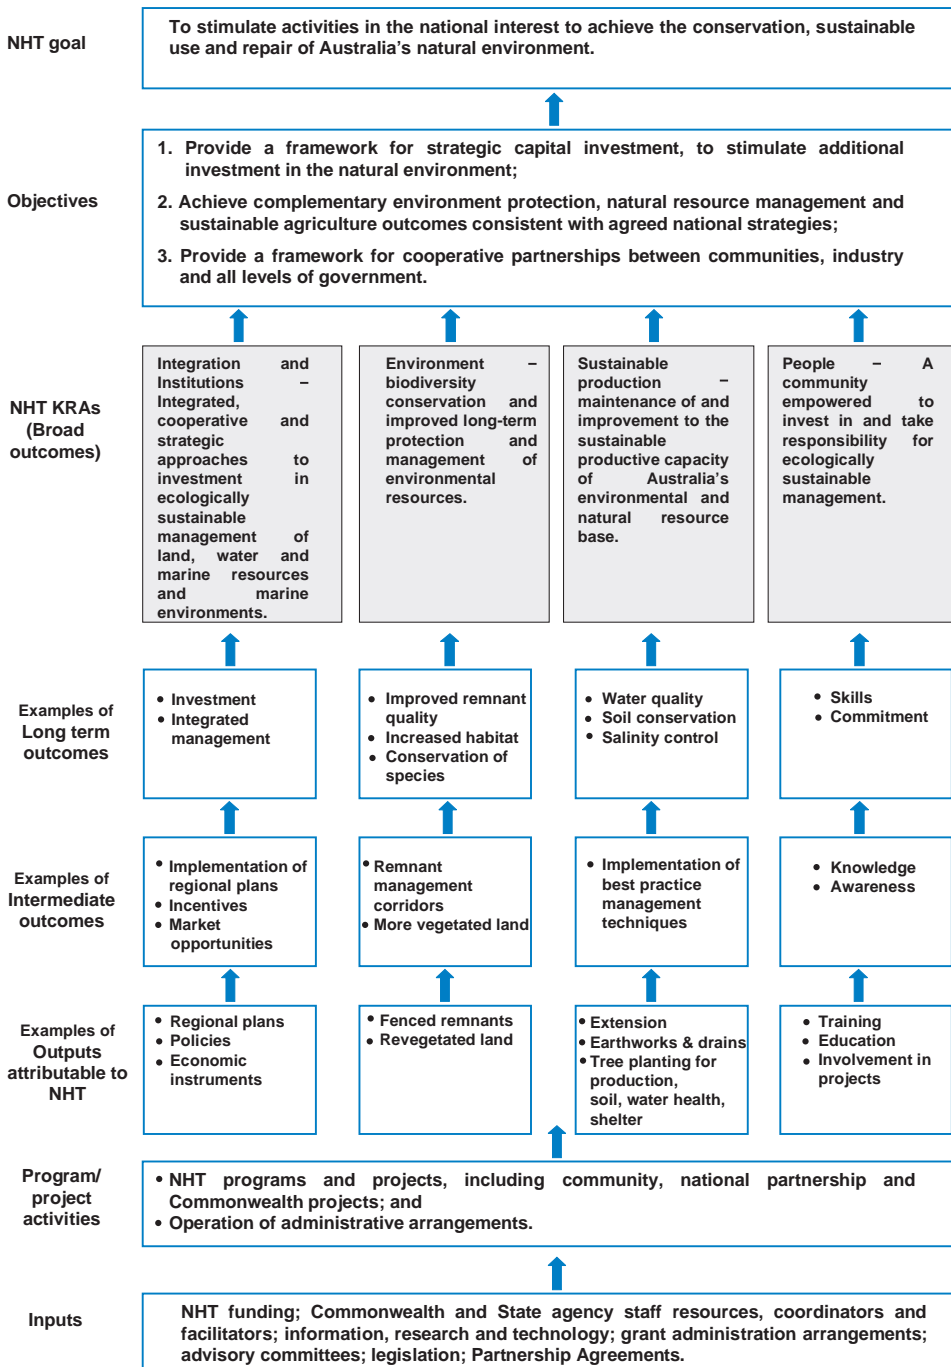 NHT goal
To stimulate activities in the national interest to achieve the conservation, sustainable
use and repair of Australia's natural environment.
Objectives
1. Provide a framework for strategic capital investment, to stimulate additional
investment in the natural environment;
2. Achieve complementary environment protection, natural resource management and
sustainable agriculture outcomes consistent with agreed national strategies;
3. Provide a framework for cooperative partnerships between communities, industry
and all levels of government.
NHT KRAs
(Broad
outcomes)
Integration and
Institutions –
Integrated,
cooperative and
strategic
approaches to
investment in
ecologically
sustainable
management of
land, water and
marine resources
and marine
environments.
Environment –
biodiversity
conservation and
improved long-term
protection and
management of
environmental
resources.
Sustainable
production –
maintenance of and
improvement to the
sustainable
productive capacity
of Australia's
environmental and
natural resource
base.
People – A
community
empowered to
invest in and take
responsibility for
ecologically
sustainable
management.
Examples of
Long term
outcomes
• Investment
• Integrated
management
• Improved remnant
quality
• Increased habitat
• Conservation of
species
• Water quality
• Soil conservation
• Salinity control
• Skills
• Commitment
Examples of
Intermediate
outcomes
• Implementation of
regional plans
• Incentives
• Market
opportunities
• Remnant
management
corridors
• More vegetated land
• Implementation of
best practice
management
techniques
• Knowledge
• Awareness
Examples of
Outputs
attributable to
NHT
• Regional plans
• Policies
• Economic
instruments
• Fenced remnants
• Revegetated land
• Extension
• Earthworks & drains
• Tree planting for
production,
soil, water health,
shelter
• Training
• Education
• Involvement in
projects
Program/
project
activities
• NHT programs and projects, including community, national partnership and
Commonwealth projects; and
• Operation of administrative arrangements.
Inputs
NHT funding; Commonwealth and State agency staff resources, coordinators and
facilitators; information, research and technology; grant administration arrangements;
advisory committees; legislation; Partnership Agreements.